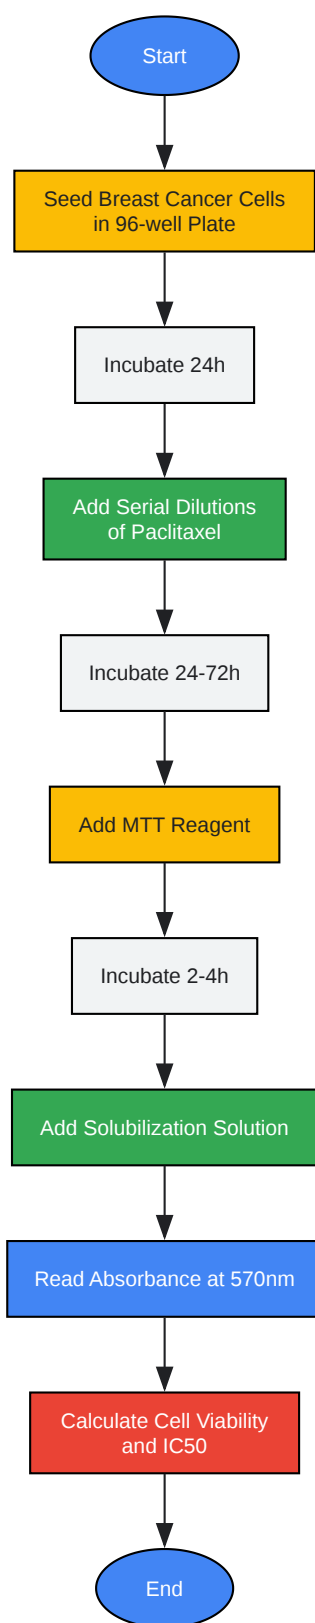 Start
Seed Breast Cancer Cells
in 96-well Plate
Incubate 24h
Add Serial Dilutions
of Paclitaxel
Incubate 24-72h
Add MTT Reagent
Incubate 2-4h
Add Solubilization Solution
Read Absorbance at 570nm
Calculate Cell Viability
and IC50
End